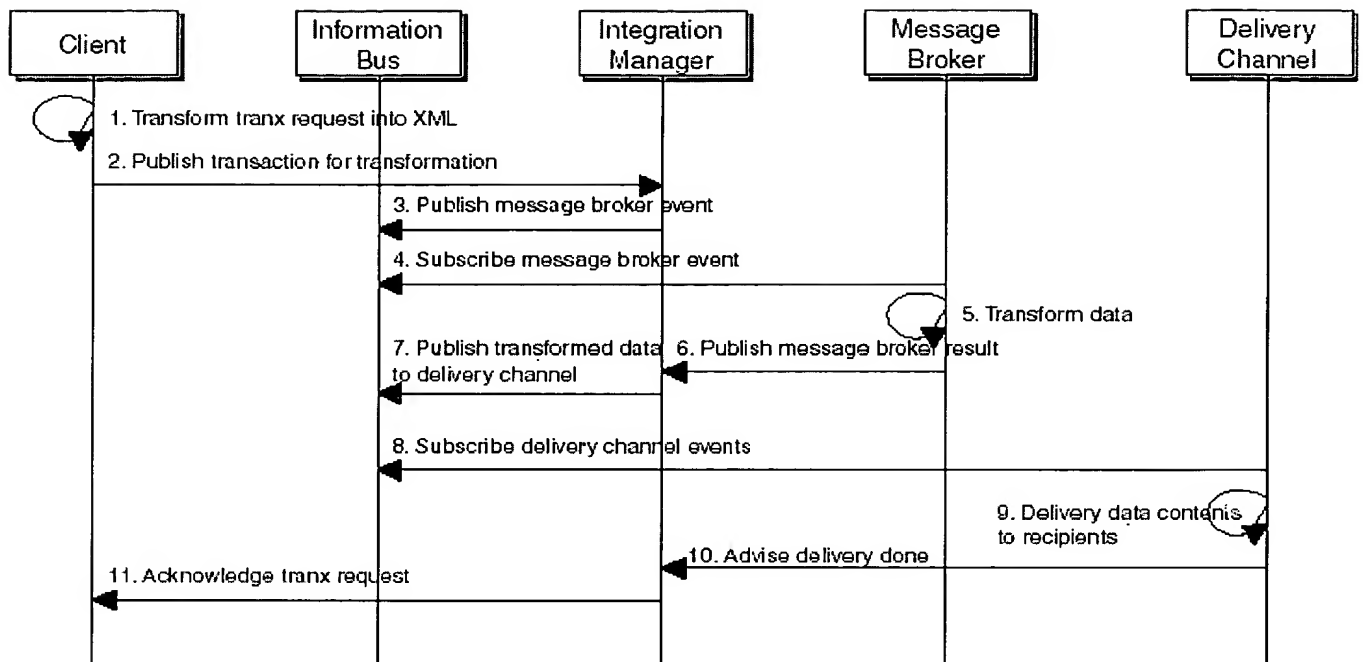 Client
Information
Bus
Integration
Manager
Message
Broker
Delivery
Channel
1. Transform tranx request into XML
2. Publish transaction for transformation
3. Publish message broker event
4. Subscribe message broker event
5. Transform data
7. Publish transformed data
to delivery channel
6. Publish message broker result
8. Subscribe delivery channel events
9. Delivery data contents
to recipients
10. Advise delivery done
11. Acknowledge tranx request